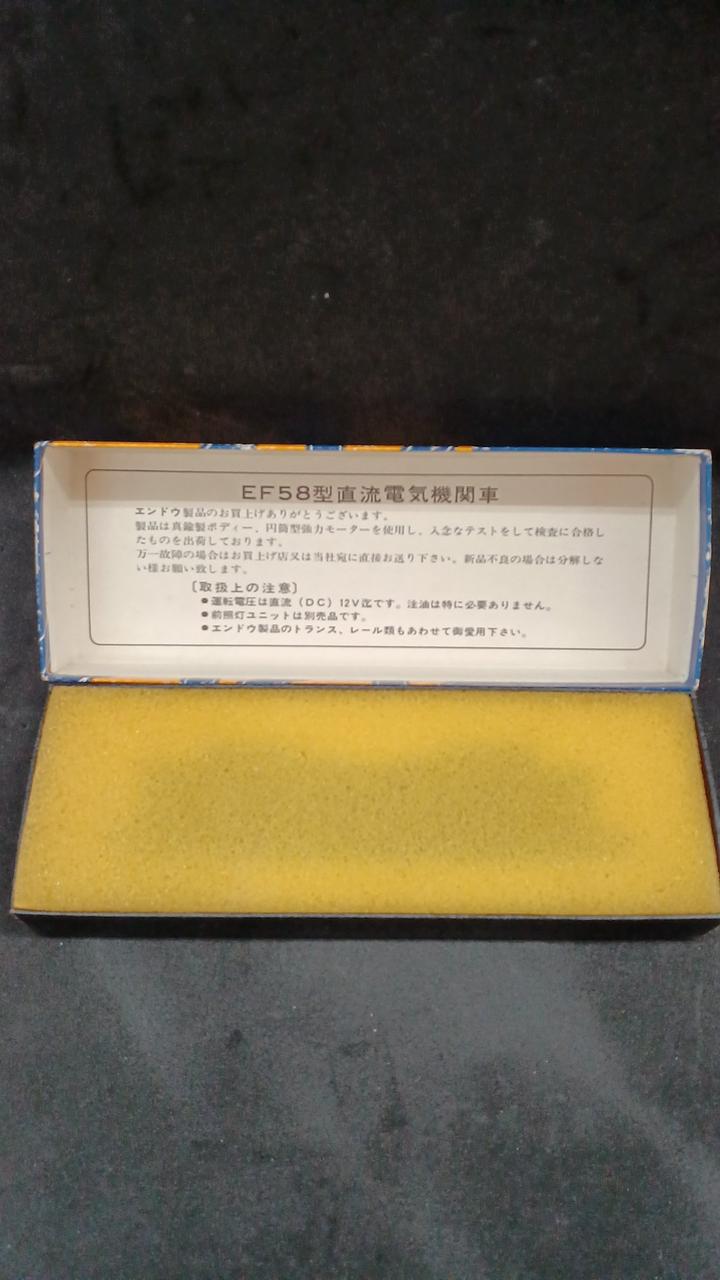 EF58型直流電気機関車
エンドウ製品のお買上げありがとうございます。
製品は真鍮製ボディー、円筒型強力モーターを使用し、入念なテストをして検査に合格し
たものを出荷しております。
万一故障の場合はお買上げ店又は当社宛に直接お送り下さい。新品不良の場合は分解しな
い様お願い致します。
〔取扱上の注意〕
●運転電圧は直流（DC）12V迄です。注油は特に必要ありません。
●前照灯ユニットは別売品です。
●エンドウ製品のトランス、レール類もあわせて御愛用下さい。